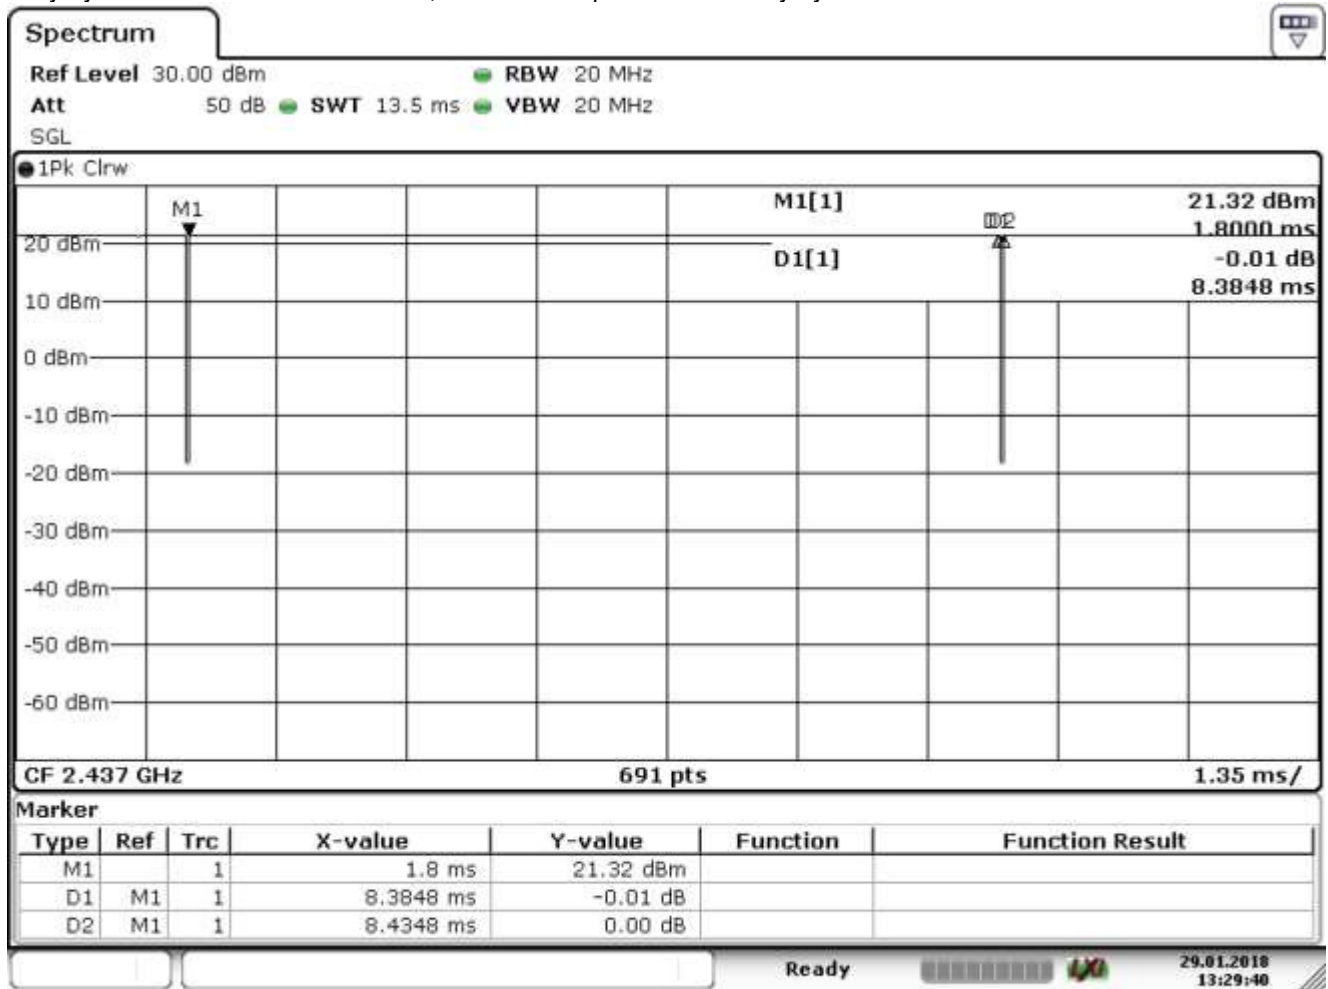 Spectrum
Ref Level 30.00 dBm RBW 20 MHz
Att 50 dB SWT 13.5 ms VBW 20 MHz
SGL
1Pk Clrw
M1[1] 21.32 dBm
1.8000 ms
D1[1] -0.01 dB
8.3848 ms
M1
D2
20 dBm
10 dBm
0 dBm
-10 dBm
-20 dBm
-30 dBm
-40 dBm
-50 dBm
-60 dBm
CF 2.437 GHz 691 pts 1.35 ms/
Marker
Type Ref Trc X-value Y-value Function Function Result
M1 1 1.8 ms 21.32 dBm
D1 M1 1 8.3848 ms -0.01 dB
D2 M1 1 8.4348 ms 0.00 dB
Ready LXI 29.01.2018
13:29:40